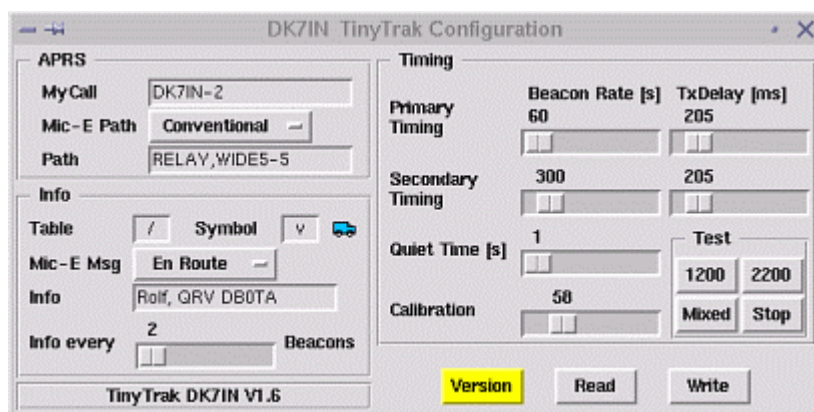 DK7IN TinyTrak Configuration
APRS
MyCall DK7IN-2
Mic-E Path Conventional
Path RELAY,WIDE5-5
Info
Table / Symbol v
Mic-E Msg En Route
Info Rolf, QRV DB0TA
2
Info every Beacons
TinyTrak DK7IN V1.6
Timing
Beacon Rate [s] TxDelay [ms]
Primary Timing 60 205
Secondary Timing 300 205
Quiet Time [s] 1
Calibration 58
Test
1200 2200
Mixed Stop
Version Read Write